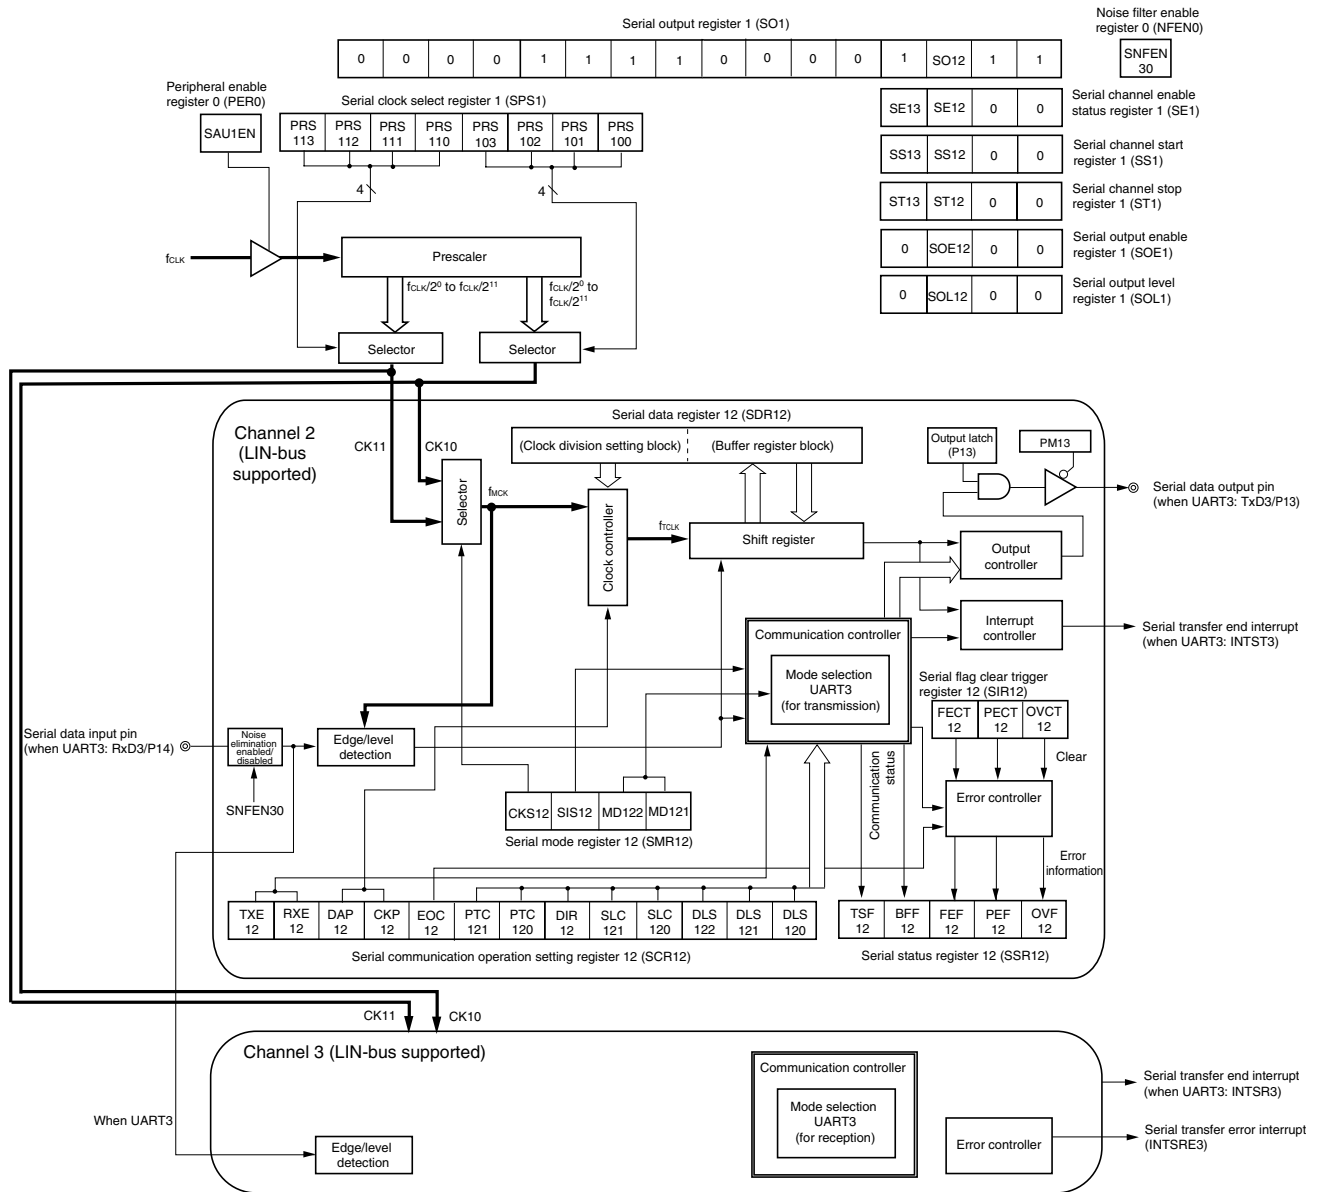 Serial output register 1 (SO1)
0 0 0 0 1 1 1 1 0 0 0 0 1 SO12 1 1
Noise filter enable
register 0 (NFEN0)
SNFEN
30
Peripheral enable
register 0 (PER0)
SAU1EN
Serial clock select register 1 (SPS1)
PRS
113
PRS
112
PRS
111
PRS
110
PRS
103
PRS
102
PRS
101
PRS
100
4
4
SE13 SE12 0 0
Serial channel enable
status register 1 (SE1)
SS13 SS12 0 0
Serial channel start
register 1 (SS1)
ST13 ST12 0 0
Serial channel stop
register 1 (ST1)
0 SOE12 0 0
Serial output enable
register 1 (SOE1)
0 SOL12 0 0
Serial output level
register 1 (SOL1)
fCLK
Prescaler
fCLK/2⁰ to fCLK/2¹¹
fCLK/2⁰ to
fCLK/2¹¹
Selector
Selector
Channel 2
(LIN-bus
supported)
CK11
CK10
Selector
fMCK
Serial data register 12 (SDR12)
(Clock division setting block)
(Buffer register block)
Clock controller
fTCLK
Shift register
Output latch
(P13)
PM13
Serial data output pin
(when UART3: TxD3/P13)
Output
controller
Interrupt
controller
Serial transfer end interrupt
(when UART3: INTST3)
Communication controller
Mode selection
UART3
(for transmission)
Serial flag clear trigger
register 12 (SIR12)
FECT
12
PECT
12
OVCT
12
Clear
Serial data input pin
(when UART3: RxD3/P14)
Noise
elimination
enabled/
disabled
SNFEN30
Edge/level
detection
CKS12 SIS12 MD122 MD121
Serial mode register 12 (SMR12)
Communication
status
Error controller
Error
information
TXE
12
RXE
12
DAP
12
CKP
12
EOC
12
PTC
121
PTC
120
DIR
12
SLC
121
SLC
120
DLS
122
DLS
121
DLS
120
Serial communication operation setting register 12 (SCR12)
TSF
12
BFF
12
FEF
12
PEF
12
OVF
12
Serial status register 12 (SSR12)
CK11
CK10
Channel 3 (LIN-bus supported)
Communication controller
Mode selection
UART3
(for reception)
When UART3
Edge/level
detection
Error controller
Serial transfer end interrupt
(when UART3: INTSR3)
Serial transfer error interrupt
(INTSRE3)